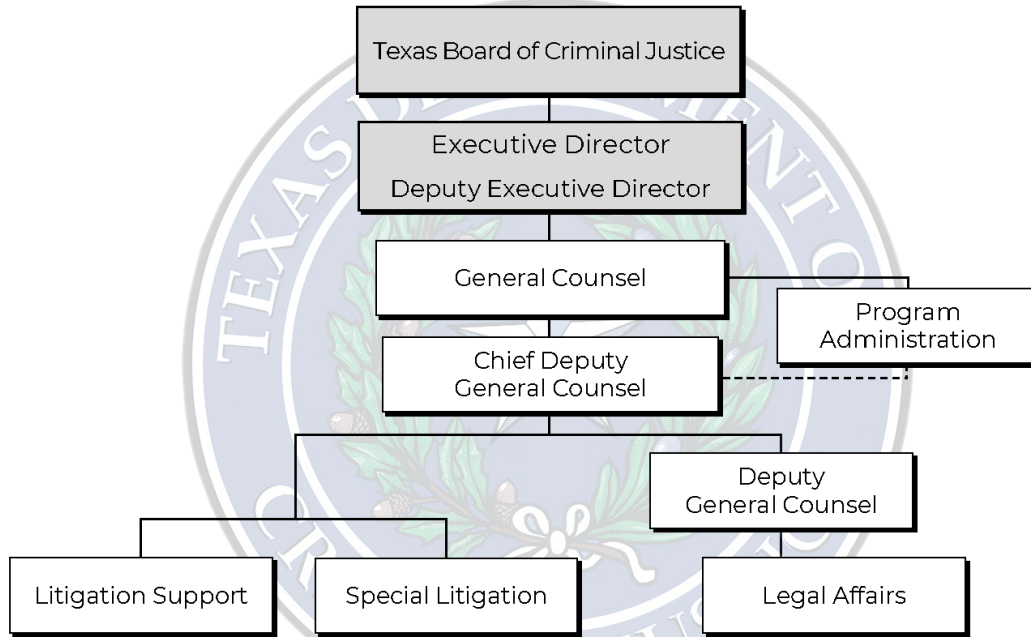 Texas Board of Criminal Justice
Executive Director
Deputy Executive Director
General Counsel
Program
Administration
Chief Deputy
General Counsel
Deputy
General Counsel
Litigation Support
Special Litigation
Legal Affairs
TEXAS